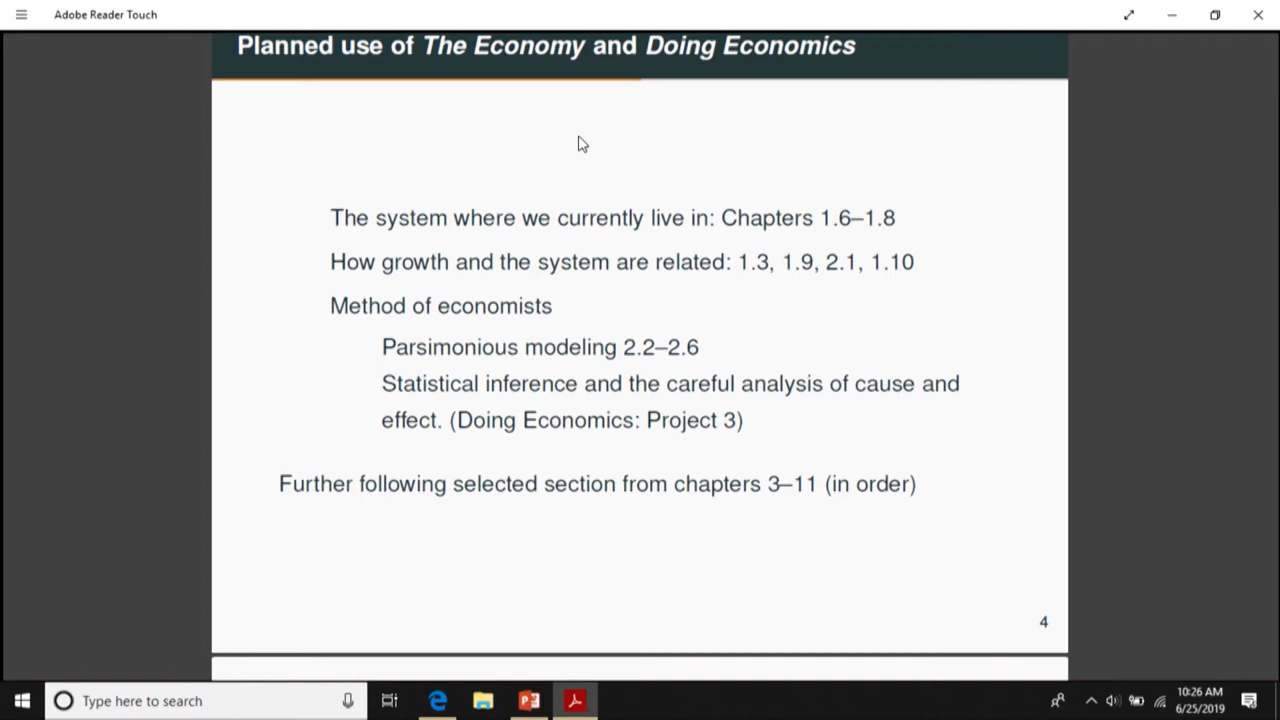 Adobe Reader Touch
Planned use of The Economy and Doing Economics
The system where we currently live in: Chapters 1.6–1.8
How growth and the system are related: 1.3, 1.9, 2.1, 1.10
Method of economists
Parsimonious modeling 2.2–2.6
Statistical inference and the careful analysis of cause and
effect. (Doing Economics: Project 3)
Further following selected section from chapters 3–11 (in order)
4
Type here to search
10:26 AM
6/25/2019